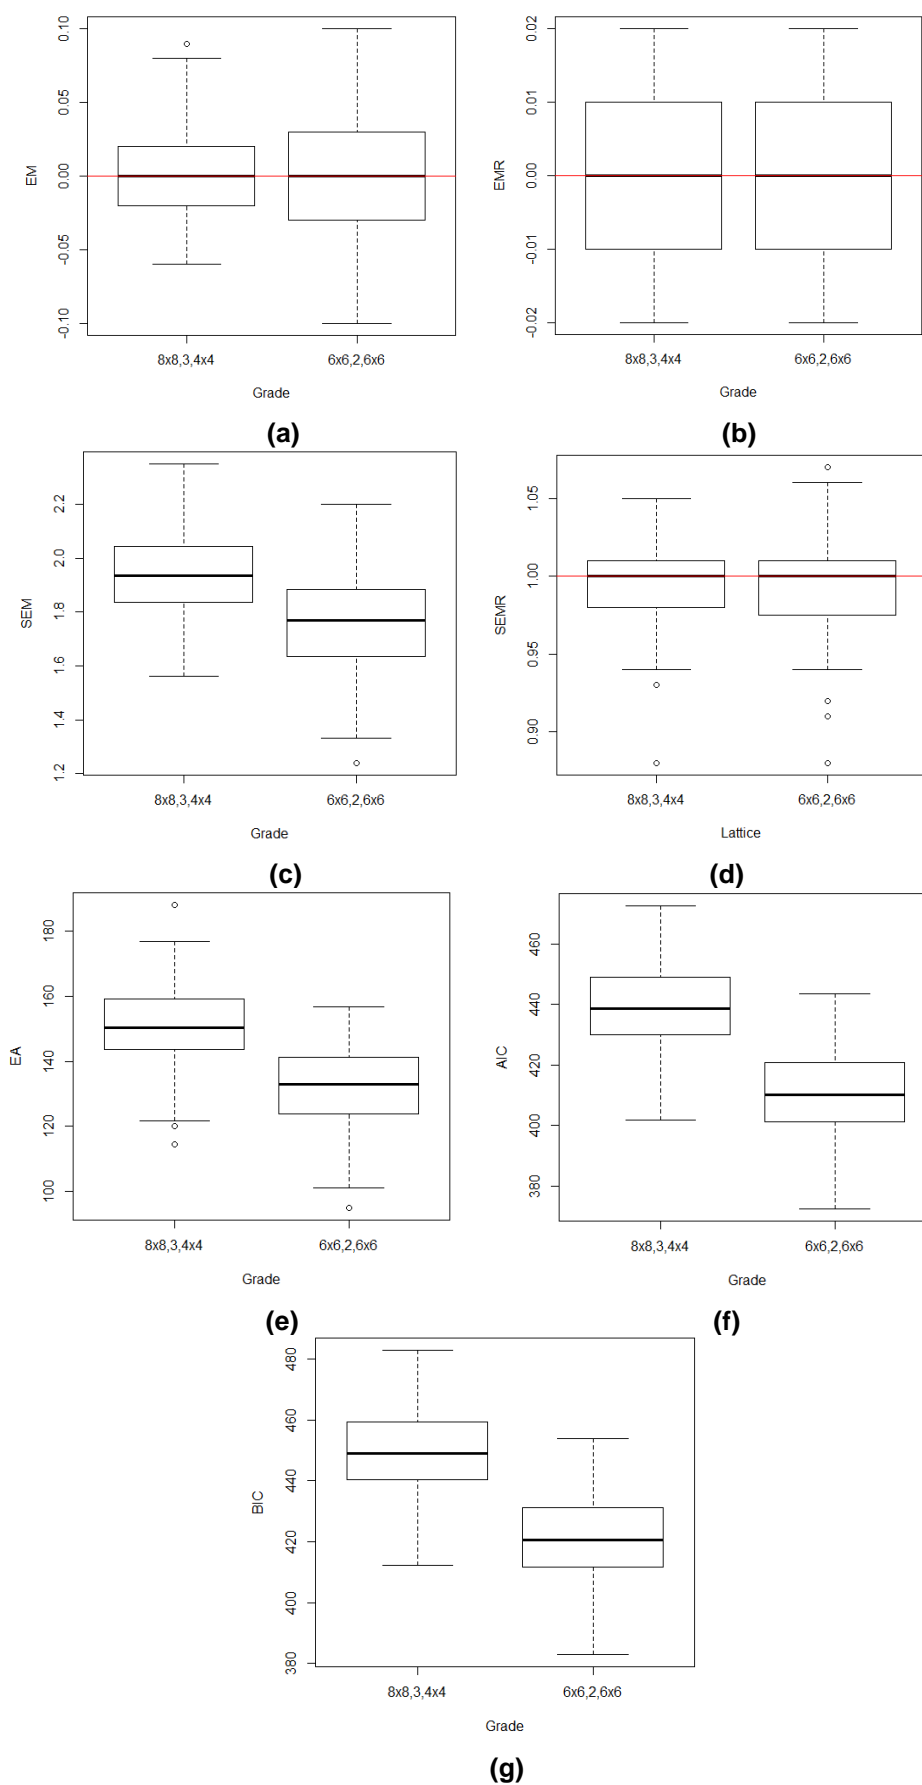 0.10
0.05
0.00
-0.05
-0.10
EM
8x8,3,4x4
6x6,2,6x6
Grade
(a)
0.02
0.01
0.00
-0.01
-0.02
EMR
8x8,3,4x4
6x6,2,6x6
Grade
(b)
2.2
2.0
1.8
1.6
1.4
1.2
SEM
8x8,3,4x4
6x6,2,6x6
Grade
(c)
1.05
1.00
0.95
0.90
SEMR
8x8,3,4x4
6x6,2,6x6
Lattice
(d)
180
160
140
120
100
EA
8x8,3,4x4
6x6,2,6x6
Grade
(e)
460
440
420
400
380
AIC
8x8,3,4x4
6x6,2,6x6
Grade
(f)
480
460
440
420
400
380
BIC
8x8,3,4x4
6x6,2,6x6
Grade
(g)